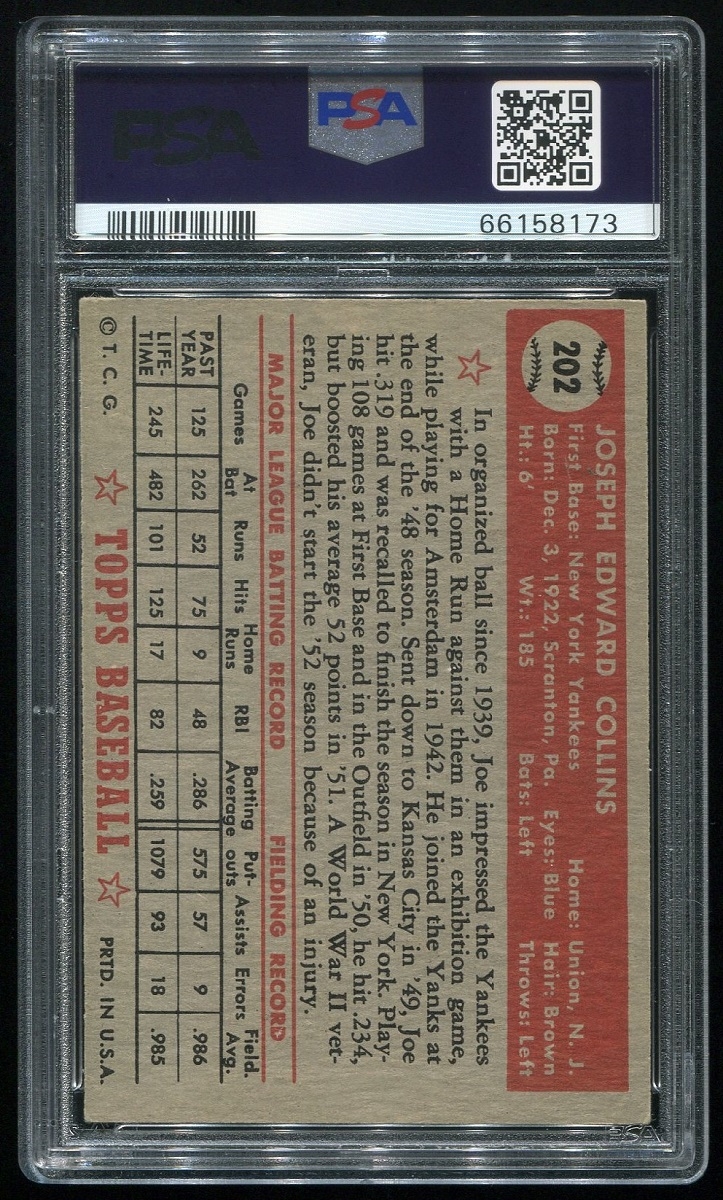 PSA
PSA
66158173
202
JOSEPH EDWARD COLLINS
First Base: New York Yankees Home: Union, N. J.
Born: Dec. 3, 1922, Scranton, Pa. Eyes: Blue Hair: Brown
Ht.: 6' Wt.: 185 Bats: Left Throws: Left
In organized ball since 1939, Joe impressed the Yankees
with a Home Run against them in an exhibition game,
while playing for Amsterdam in 1942. He joined the Yanks at
the end of the '48 season. Sent down to Kansas City in '49, Joe
hit .319 and was recalled to finish the season in New York. Play-
ing 108 games at First Base and in the Outfield in '50, he hit .234,
but boosted his average 52 points in '51. A World War II vet-
eran, Joe didn't start the '52 season because of an injury.
MAJOR LEAGUE BATTING RECORD FIELDING RECORD
Games At Bat Runs Hits Home Runs RBI Batting Average Put-outs Assists Errors Field. Avg.
PAST YEAR 125 262 52 75 9 48 .286 575 57 9 .986
LIFE-TIME 245 482 101 125 17 82 .259 1079 93 18 .985
© T. C. G. TOPPS BASEBALL PRTD. IN U.S.A.
PSA